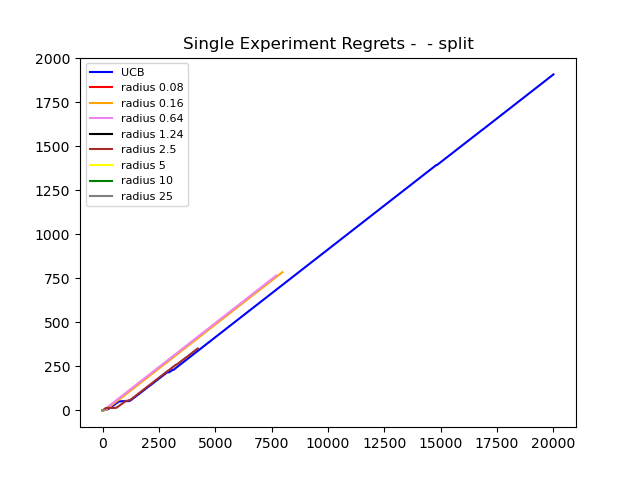 Single Experiment Regrets -  - split
2000
1750
1500
1250
1000
750
500
250
0
UCB
radius 0.08
radius 0.16
radius 0.64
radius 1.24
radius 2.5
radius 5
radius 10
radius 25
0 2500 5000 7500 10000 12500 15000 17500 20000